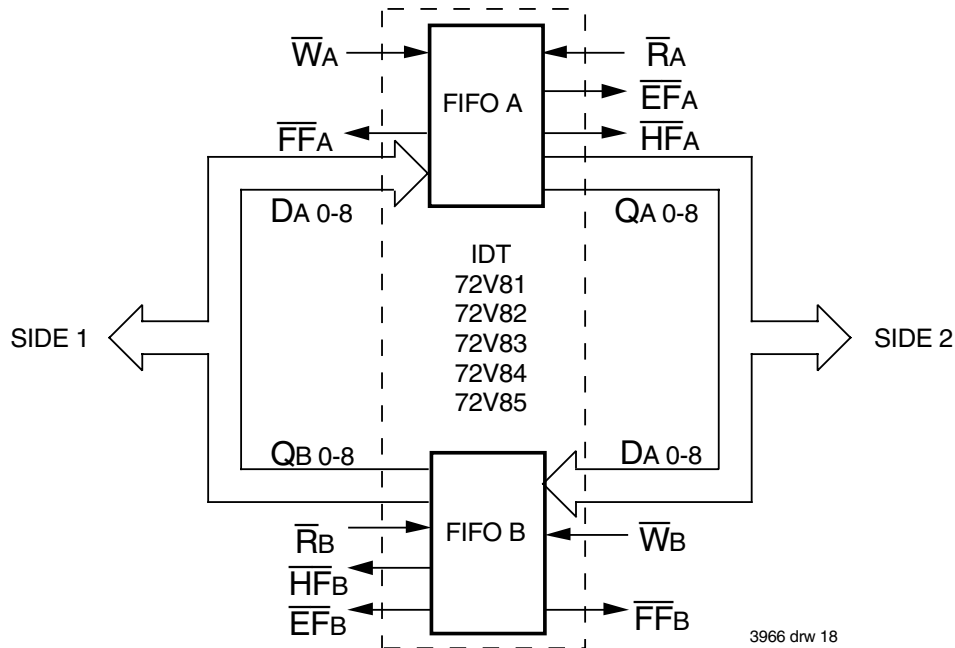 W̅A
R̅A
FIFO A
E̅F̅A
F̅F̅A
H̅F̅A
DA 0-8
QA 0-8
IDT
72V81
72V82
72V83
72V84
72V85
SIDE 1
SIDE 2
QB 0-8
DA 0-8
R̅B
FIFO B
W̅B
H̅F̅B
E̅F̅B
F̅F̅B
3966 drw 18